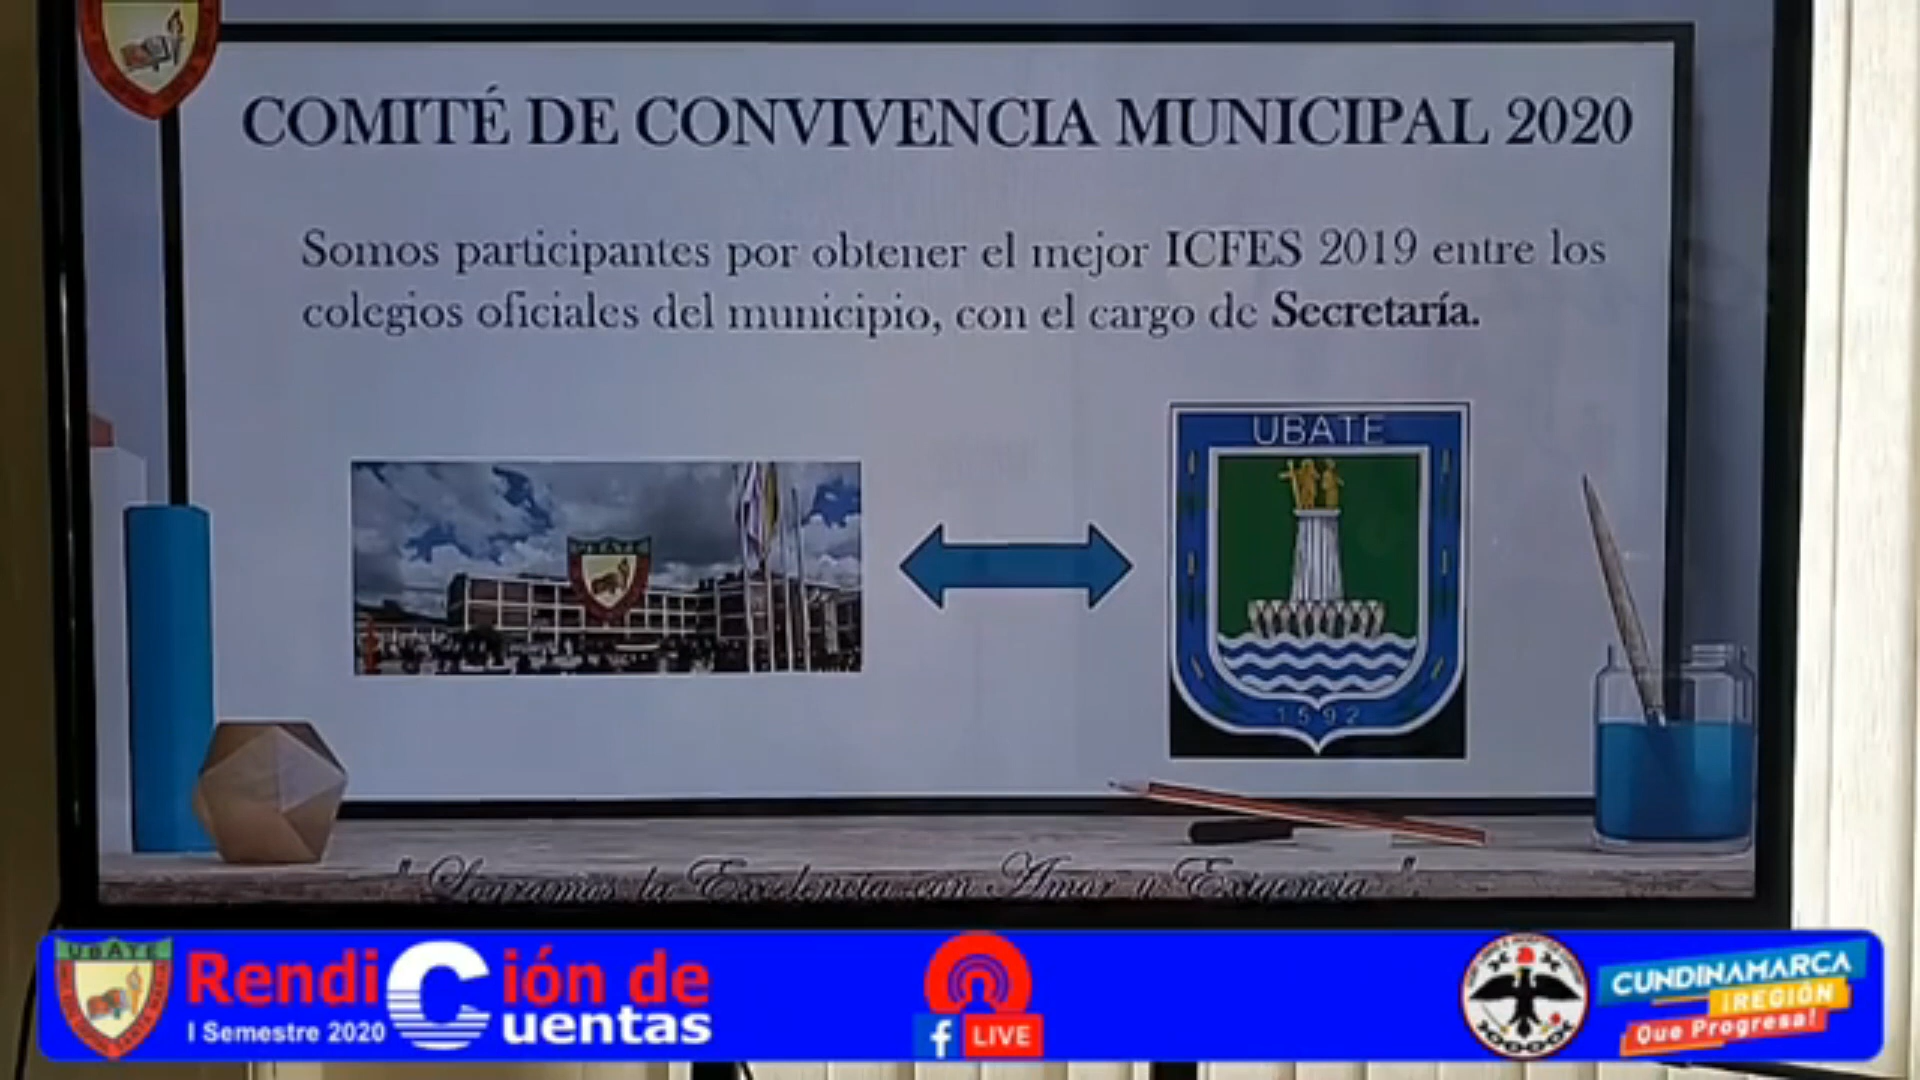 COMITÉ DE CONVIVENCIA MUNICIPAL 2020
Somos participantes por obtener el mejor ICFES 2019 entre los
colegios oficiales del municipio, con el cargo de Secretaría.
UBATE
1592
" Logramos la Excelencia con Amor y Exigencia ".
UBATE
Rendición de
Cuentas
I Semestre 2020
f LIVE
CUNDINAMARCA
¡REGIÓN
Que Progresa!